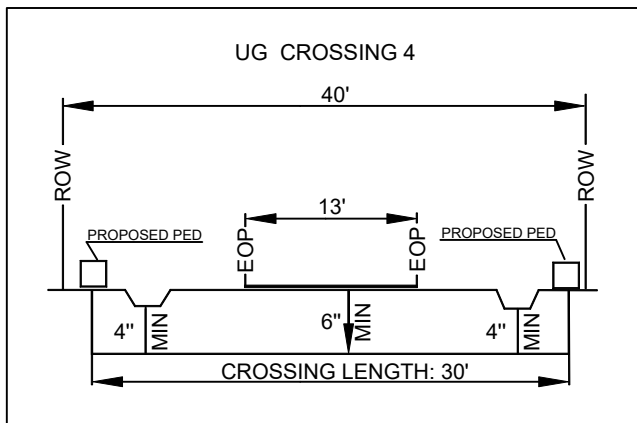 UG CROSSING 4
40'
ROW
ROW
13'
PROPOSED PED
EOP
EOP
PROPOSED PED
4"
MIN
6"
MIN
4"
MIN
CROSSING LENGTH: 30'